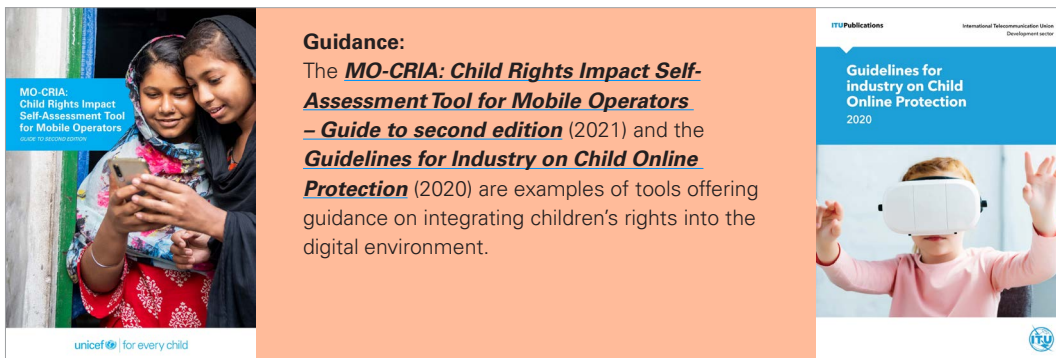 MO-CRIA:
Child Rights Impact
Self-Assessment Tool
for Mobile Operators
GUIDE TO SECOND EDITION
unicef for every child
Guidance:
The MO-CRIA: Child Rights Impact Self-
Assessment Tool for Mobile Operators
– Guide to second edition (2021) and the
Guidelines for Industry on Child Online
Protection (2020) are examples of tools offering
guidance on integrating children’s rights into the
digital environment.
ITUPublications
International Telecommunication Union
Development sector
Guidelines for
industry on Child
Online Protection
2020
ITU